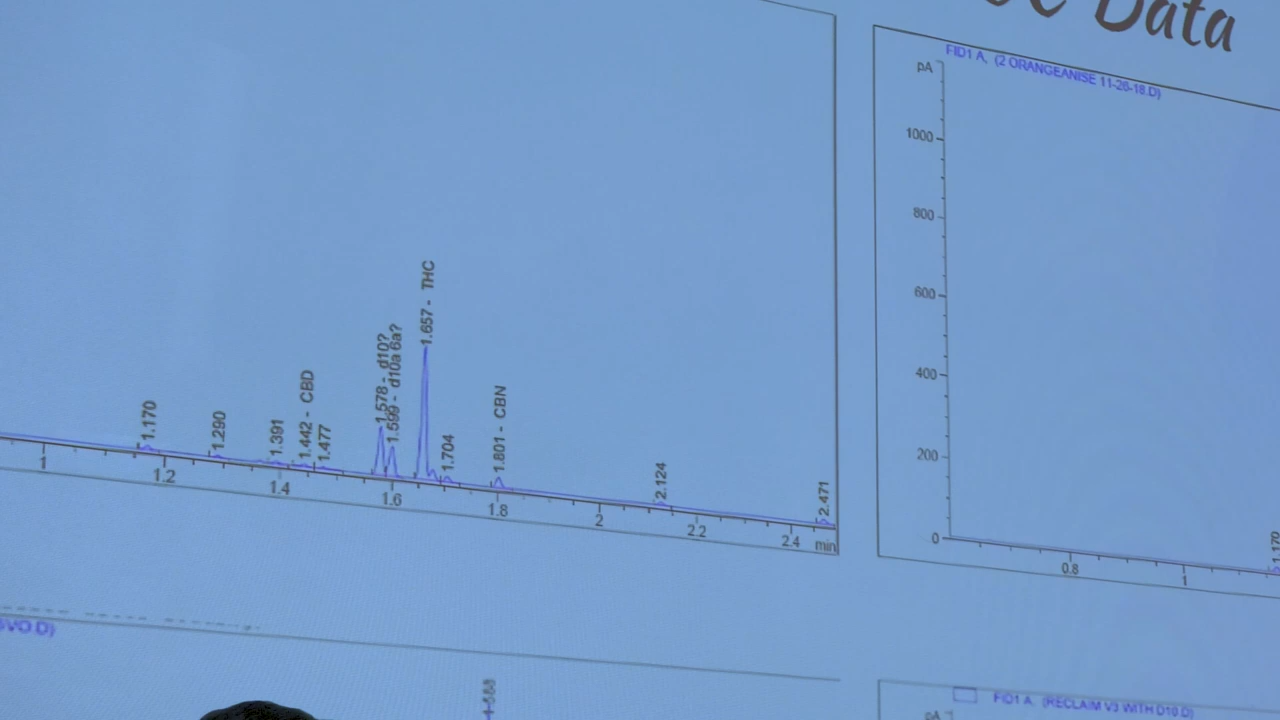 Data
1.170
1.290
1.391
1.442 - CBD
1.477
1.578 - d10?
1.599 - d10a 6a?
1.657 - THC
1.704
1.801 - CBN
2.124
2.471
1 1.2 1.4 1.6 1.8 2 2.2 2.4 min
FID1 A, (2 ORANGEANISE 11-26-18.D)
pA
1000
800
600
400
200
0
0.8 1
1.170
VO.D)
FID1 A, (RECLAIM V3 WITH D10.D)
pA